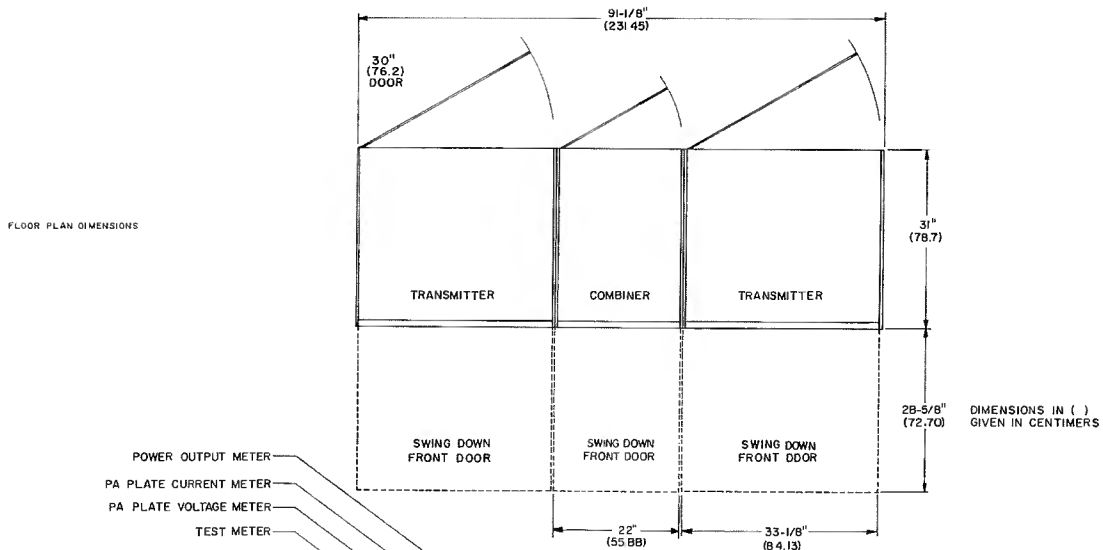 91-1/8"
(231.45)
30"
(76.2)
DOOR
FLOOR PLAN DIMENSIONS
31"
(78.7)
TRANSMITTER
COMBINER
TRANSMITTER
28-5/8"
(72.70)
DIMENSIONS IN ( )
GIVEN IN CENTIMERS
SWING DOWN
FRONT DOOR
SWING DOWN
FRONT DOOR
SWING DOWN
FRONT DOOR
POWER OUTPUT METER
PA PLATE CURRENT METER
PA PLATE VOLTAGE METER
TEST METER
22"
(55.88)
33-1/8"
(84.13)